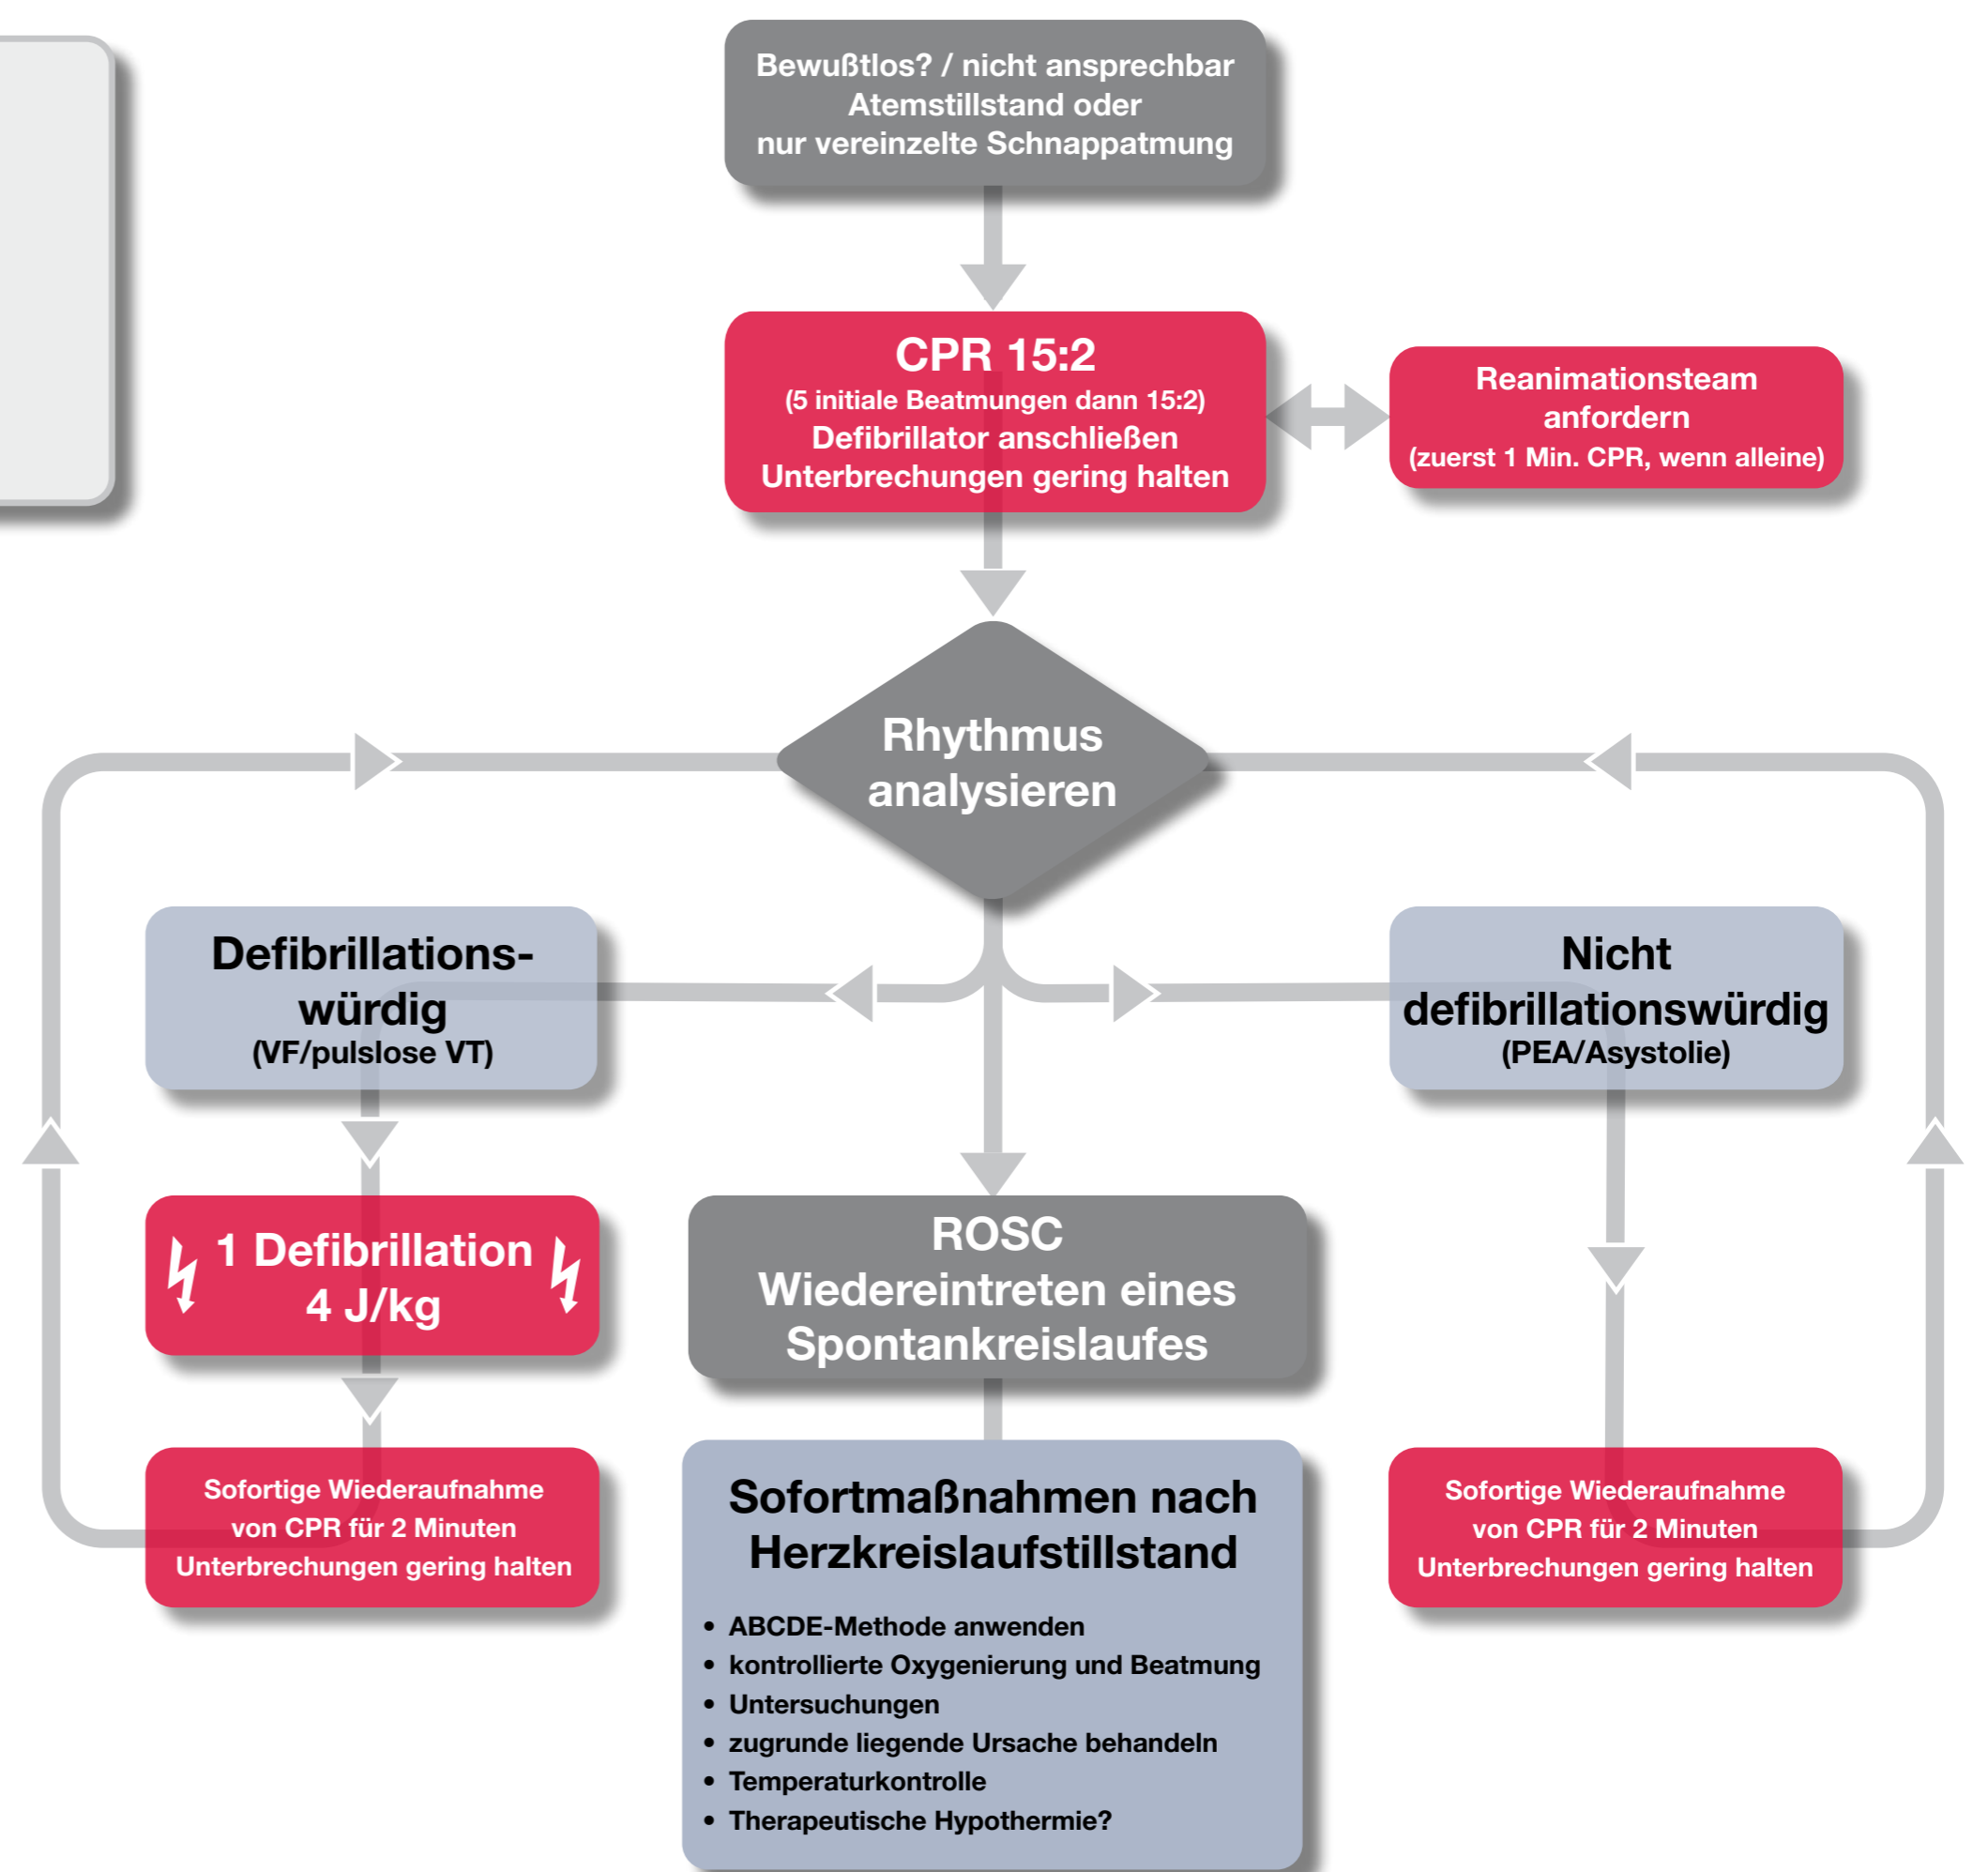 Bewußtlos? / nicht ansprechbar
Atemstillstand oder
nur vereinzelte Schnappatmung
CPR 15:2
(5 initiale Beatmungen dann 15:2)
Defibrillator anschließen
Unterbrechungen gering halten
Reanimationsteam
anfordern
(zuerst 1 Min. CPR, wenn alleine)
Rhythmus
analysieren
Defibrillations-
würdig
(VF/pulslose VT)
Nicht
defibrillationswürdig
(PEA/Asystolie)
1 Defibrillation
4 J/kg
ROSC
Wiedereintreten eines
Spontankreislaufes
Sofortige Wiederaufnahme
von CPR für 2 Minuten
Unterbrechungen gering halten
Sofortmaßnahmen nach
Herzkreislaufstillstand
• ABCDE-Methode anwenden
• kontrollierte Oxygenierung und Beatmung
• Untersuchungen
• zugrunde liegende Ursache behandeln
• Temperaturkontrolle
• Therapeutische Hypothermie?
Sofortige Wiederaufnahme
von CPR für 2 Minuten
Unterbrechungen gering halten